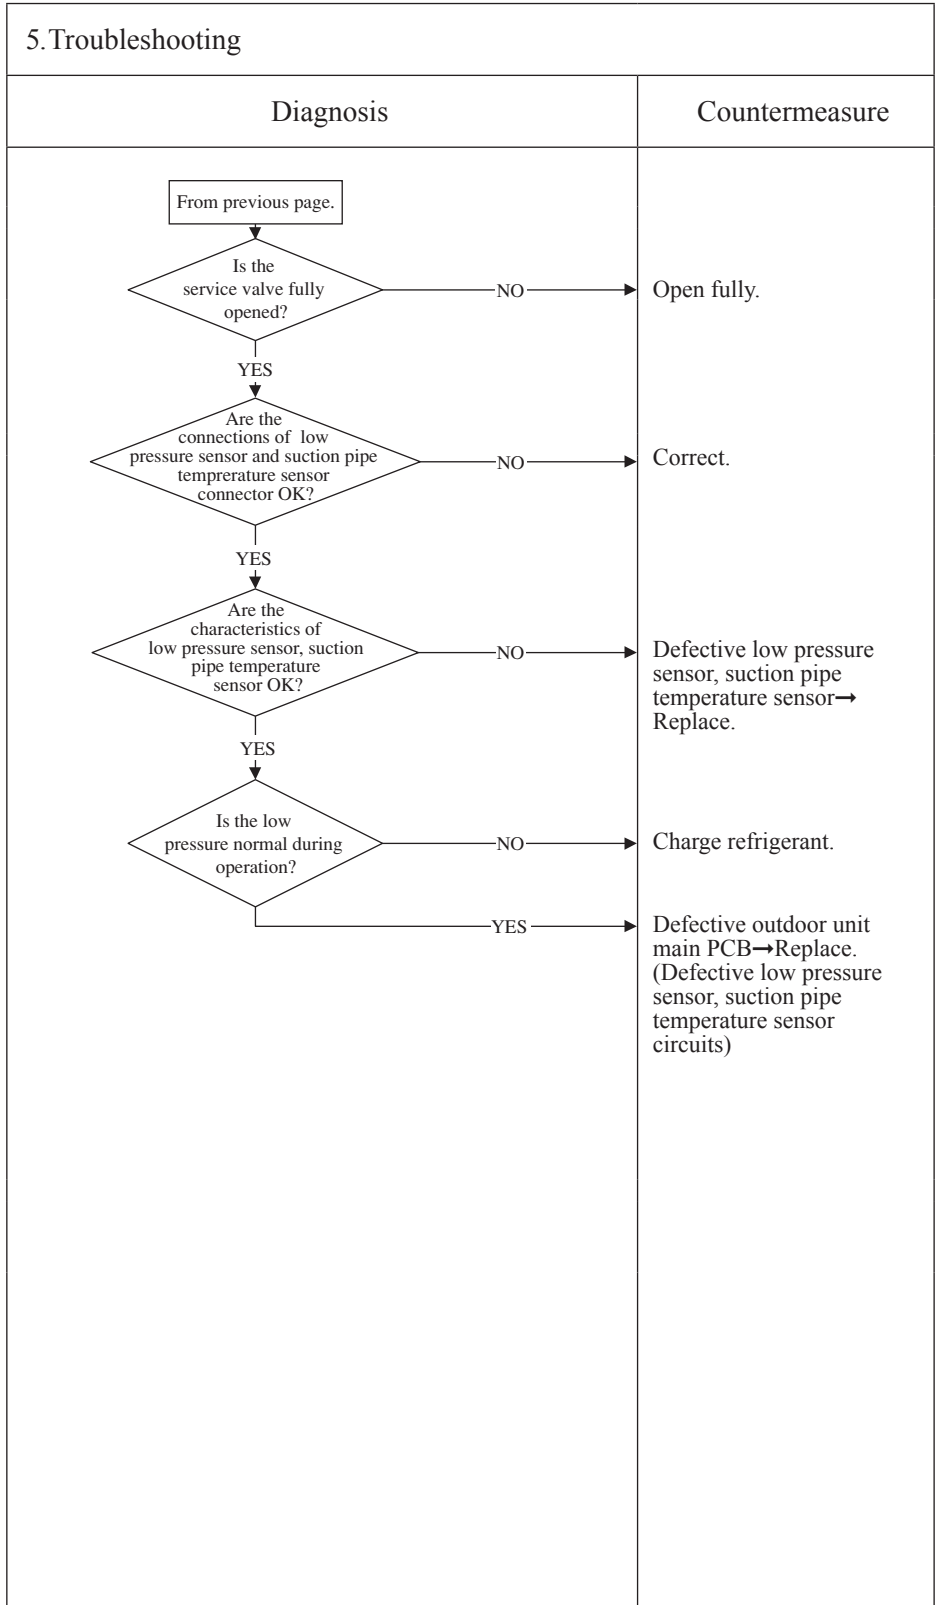 5.Troubleshooting
Diagnosis
Countermeasure
From previous page.
Is the
service valve fully
opened?
NO
Open fully.
YES
Are the
connections of low
pressure sensor and suction pipe
temprerature sensor
connector OK?
NO
Correct.
YES
Are the
characteristics of
low pressure sensor, suction
pipe temperature
sensor OK?
NO
Defective low pressure
sensor, suction pipe
temperature sensor→
Replace.
YES
Is the low
pressure normal during
operation?
NO
Charge refrigerant.
YES
Defective outdoor unit
main PCB→Replace.
(Defective low pressure
sensor, suction pipe
temperature sensor
circuits)